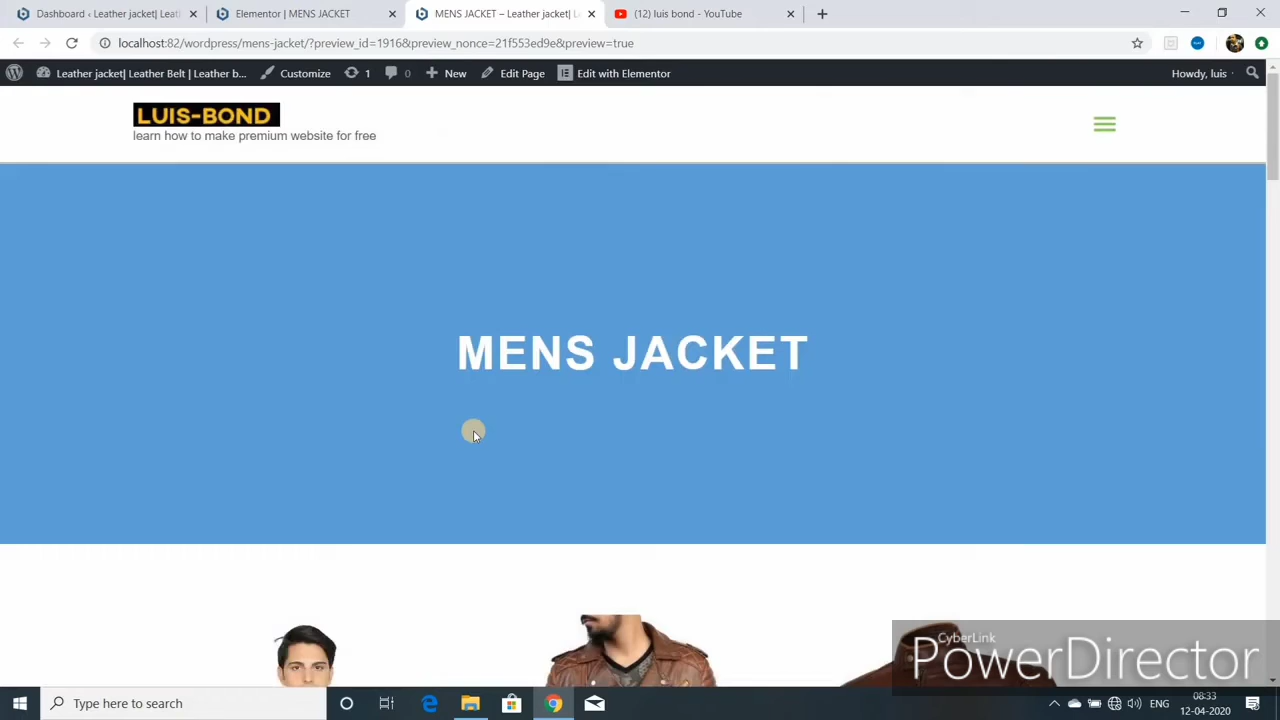 Dashboard ‹ Leather jacket| Leatl
Elementor | MENS JACKET
MENS JACKET – Leather jacket| L
(12) luis bond - YouTube
localhost:82/wordpress/mens-jacket/?preview_id=1916&preview_nonce=21f553ed9e&preview=true
Leather jacket| Leather Belt | Leather b...
Customize
1
0
New
Edit Page
Edit with Elementor
Howdy, luis
LUIS-BOND
learn how to make premium website for free
MENS JACKET
CyberLink
PowerDirector
Type here to search
ENG
08:33
12-04-2020